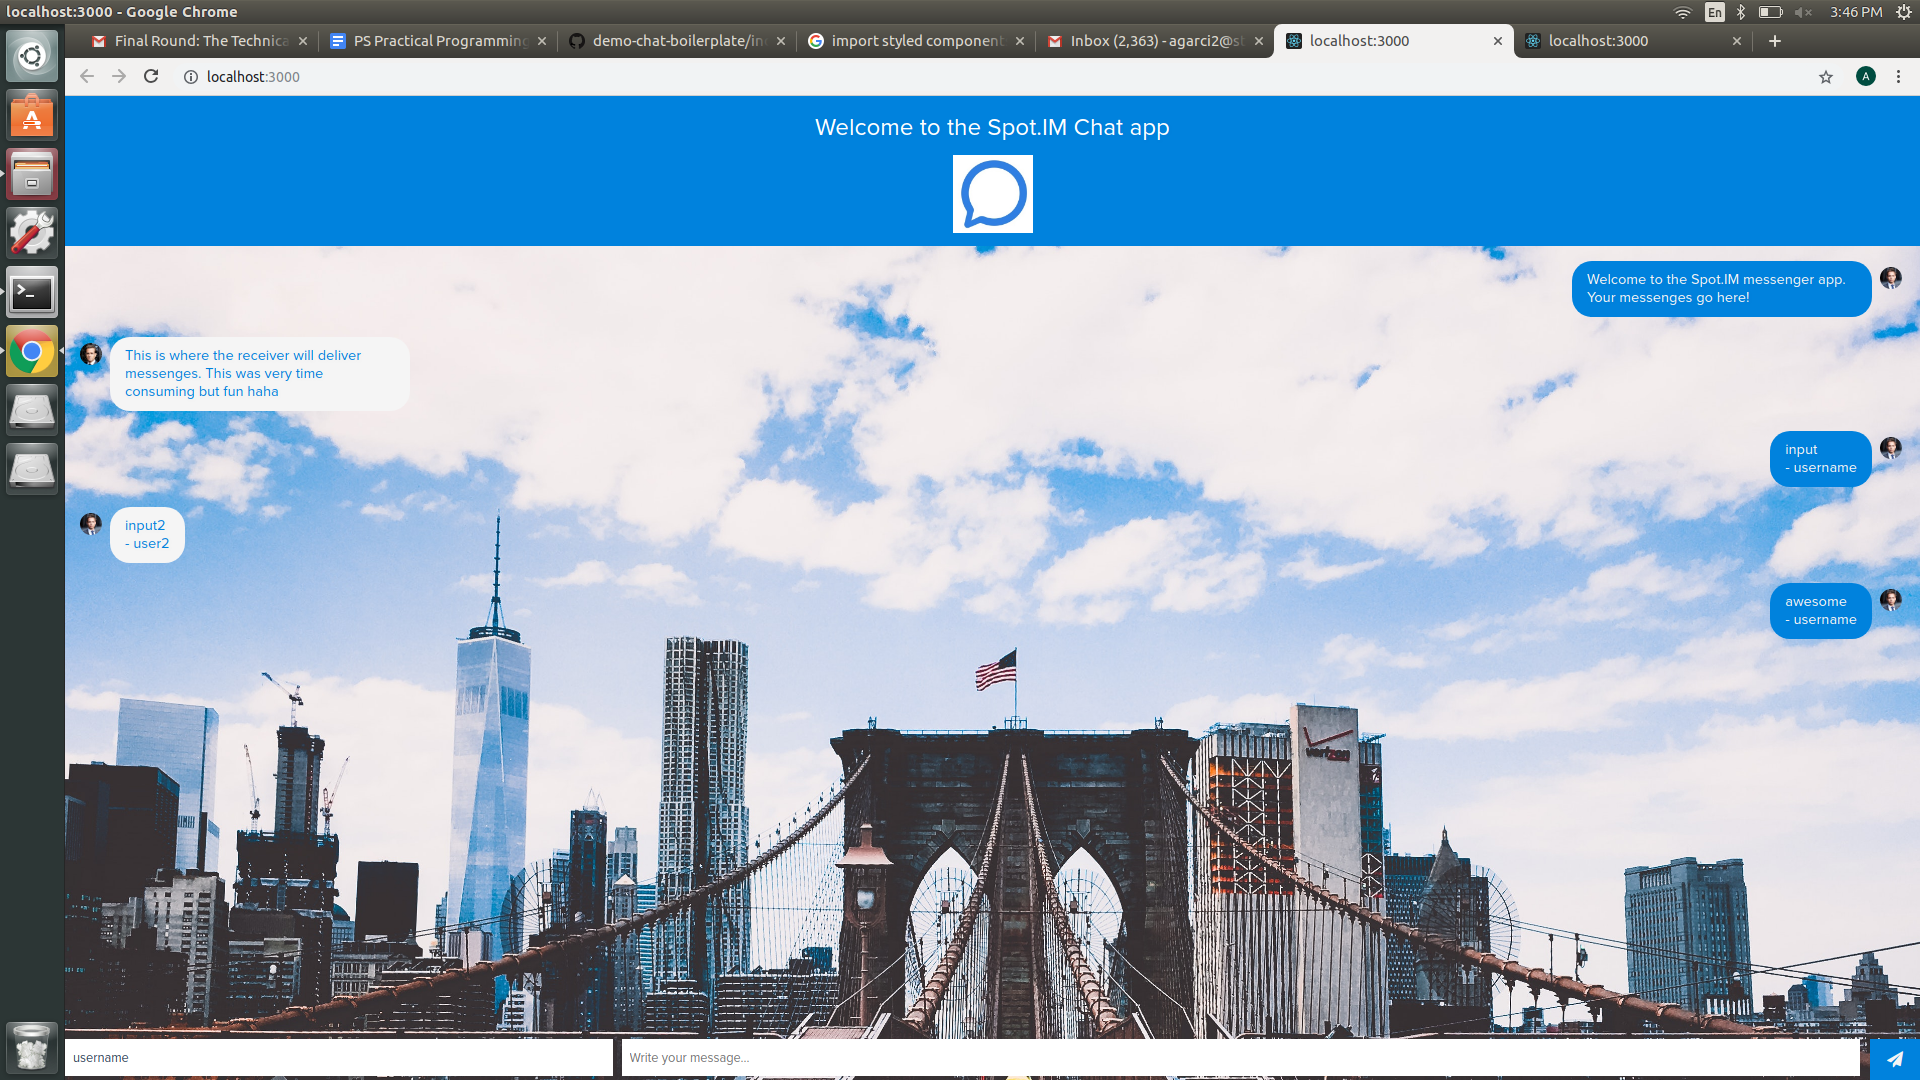 localhost:3000 - Google Chrome
En
3:46 PM
Final Round: The Technica
PS Practical Programming
demo-chat-boilerplate/in
import styled component
Inbox (2,363) - agarci2@st
localhost:3000
localhost:3000
localhost:3000
A
Welcome to the Spot.IM Chat app
Welcome to the Spot.IM messenger app.
Your messenges go here!
This is where the receiver will deliver
messenges. This was very time
consuming but fun haha
input
- username
input2
- user2
awesome
- username
verizon
username
Write your message...